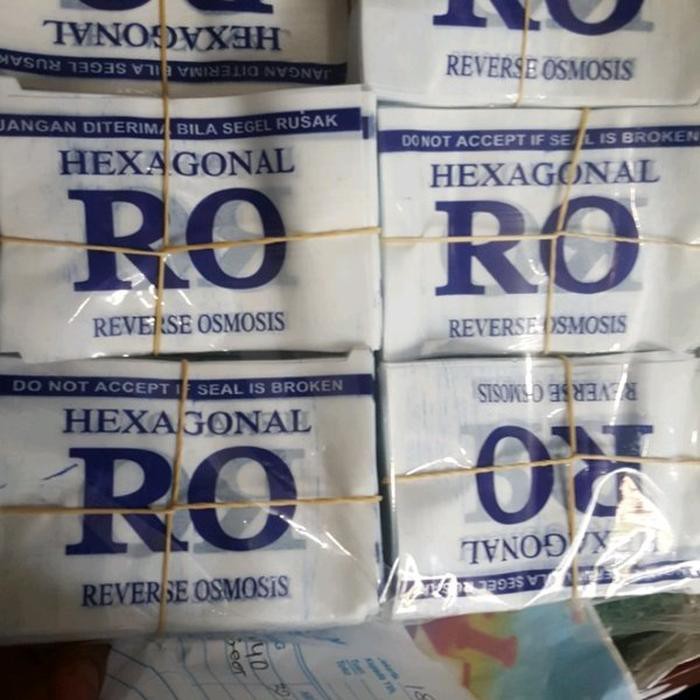 HEXAGONAL
JANGAN DITERIMA BILA SEGEL RUSAK
RO
REVERSE OSMOSIS
JANGAN DITERIMA BILA SEGEL RUSAK
HEXAGONAL
RO
REVERSE OSMOSIS
DO NOT ACCEPT IF SEAL IS BROKEN
HEXAGONAL
RO
REVERSE OSMOSIS
DO NOT ACCEPT IF SEAL IS BROKEN
HEXAGONAL
RO
REVERSE OSMOSIS
REVERSE OSMOSIS
RO
HEXAGONAL